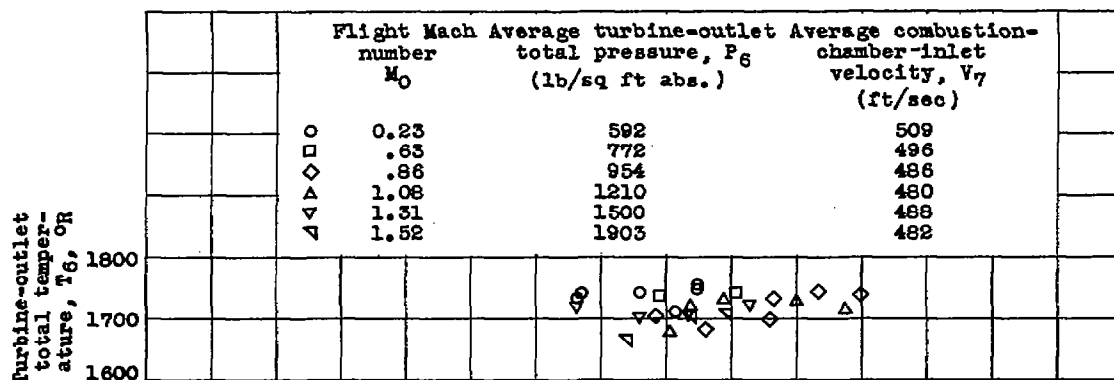 Flight Mach Average turbine-outlet Average combustion-
number total pressure, P6 chamber-inlet
M0 (lb/sq ft abs.) velocity, V7
(ft/sec)
0.23 592 509
.63 772 496
.86 954 486
1.08 1210 480
1.31 1500 488
1.52 1903 482
Turbine-outlet
total temper-
ature, T6, °R
1800
1700
1600